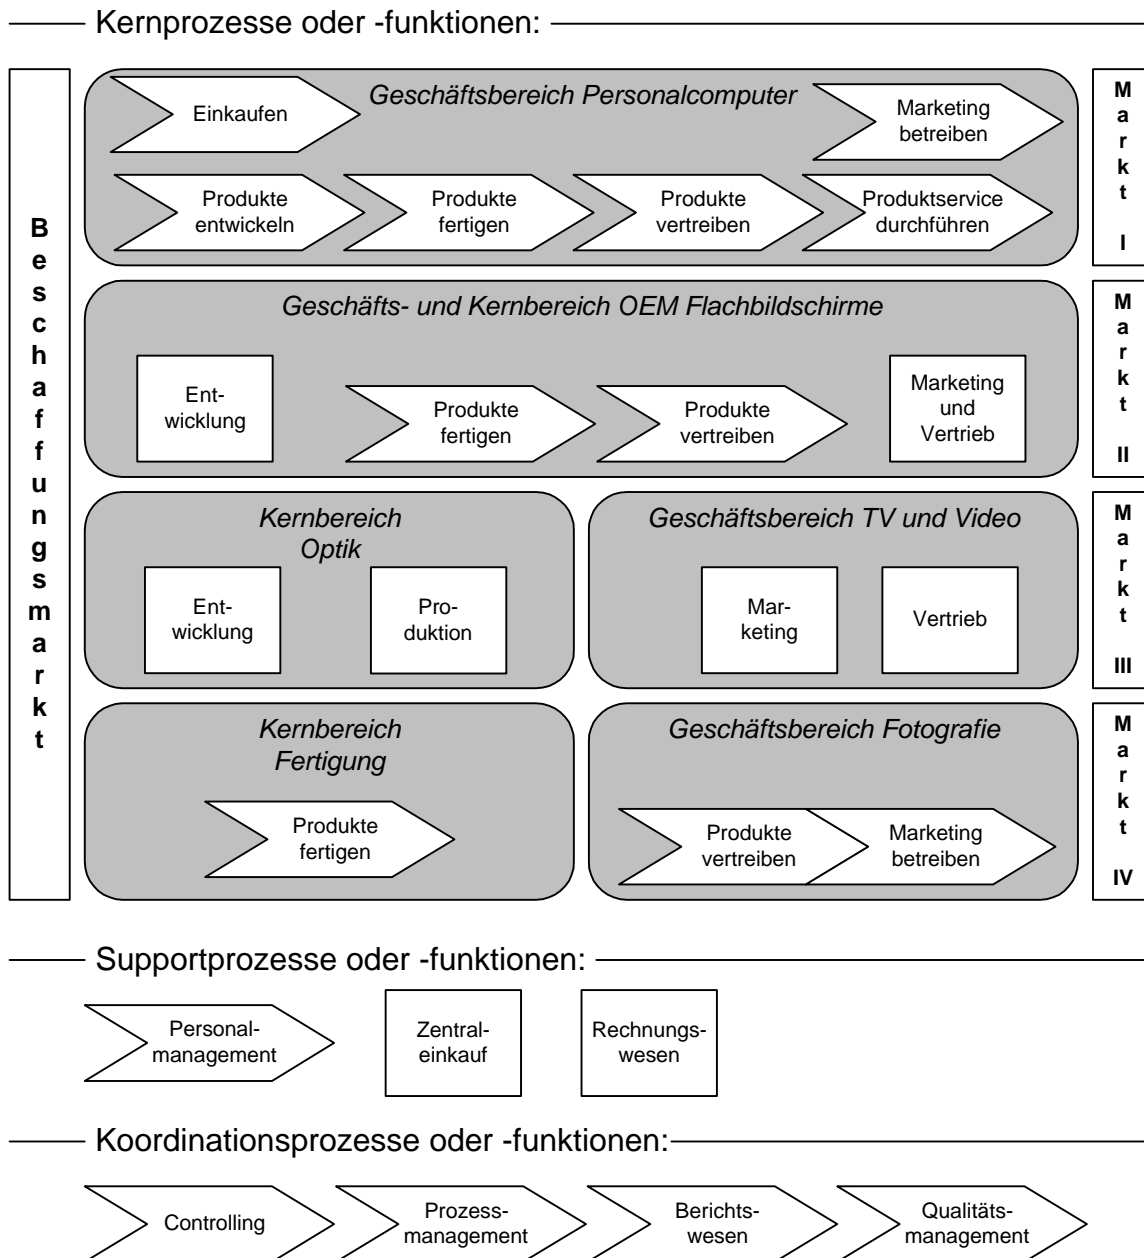 Kernprozesse oder -funktionen:
Beschaffungsmarkt
Geschäftsbereich Personalcomputer
Einkaufen
Marketing
betreiben
Produkte
entwickeln
Produkte
fertigen
Produkte
vertreiben
Produktservice
durchführen
Markt I
Geschäfts- und Kernbereich OEM Flachbildschirme
Ent-
wicklung
Produkte
fertigen
Produkte
vertreiben
Marketing
und
Vertrieb
Markt II
Kernbereich
Optik
Ent-
wicklung
Pro-
duktion
Geschäftsbereich TV und Video
Mar-
keting
Vertrieb
Markt III
Kernbereich
Fertigung
Produkte
fertigen
Geschäftsbereich Fotografie
Produkte
vertreiben
Marketing
betreiben
Markt IV
Supportprozesse oder -funktionen:
Personal-
management
Zentral-
einkauf
Rechnungs-
wesen
Koordinationsprozesse oder -funktionen:
Controlling
Prozess-
management
Berichts-
wesen
Qualitäts-
management